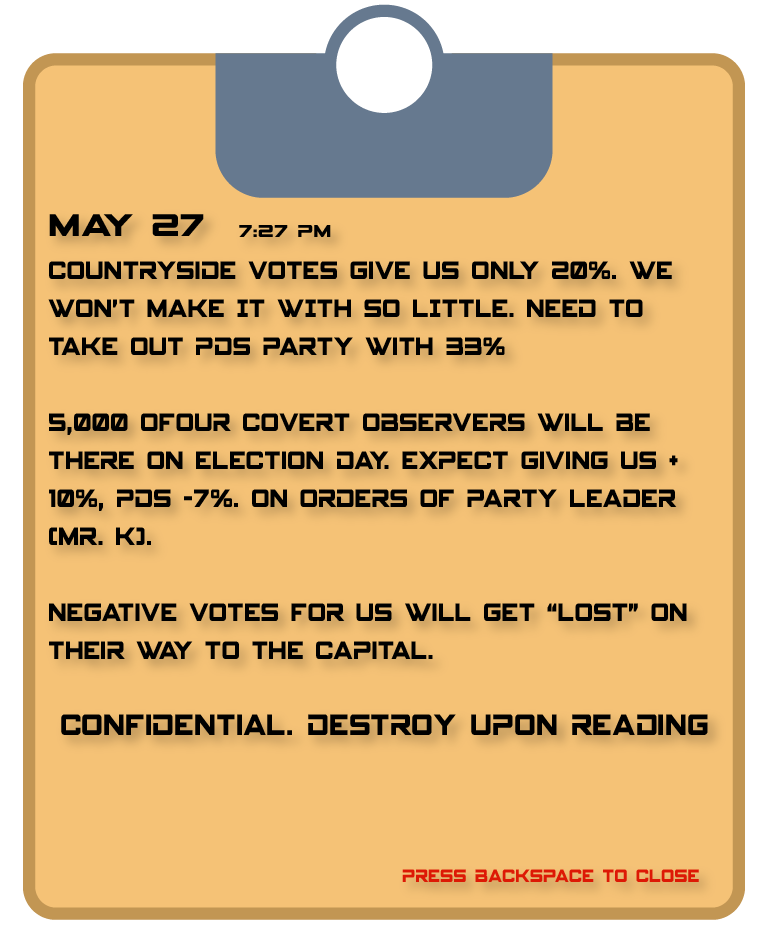 MAY 27 7:27 PM
COUNTRYSIDE VOTES GIVE US ONLY 20%. WE
WON'T MAKE IT WITH SO LITTLE. NEED TO
TAKE OUT PDS PARTY WITH 33%
5,000 OFOUR COVERT OBSERVERS WILL BE
THERE ON ELECTION DAY. EXPECT GIVING US +
10%, PDS -7%. ON ORDERS OF PARTY LEADER
(MR. K).
NEGATIVE VOTES FOR US WILL GET “LOST” ON
THEIR WAY TO THE CAPITAL.
CONFIDENTIAL. DESTROY UPON READING
PRESS BACKSPACE TO CLOSE